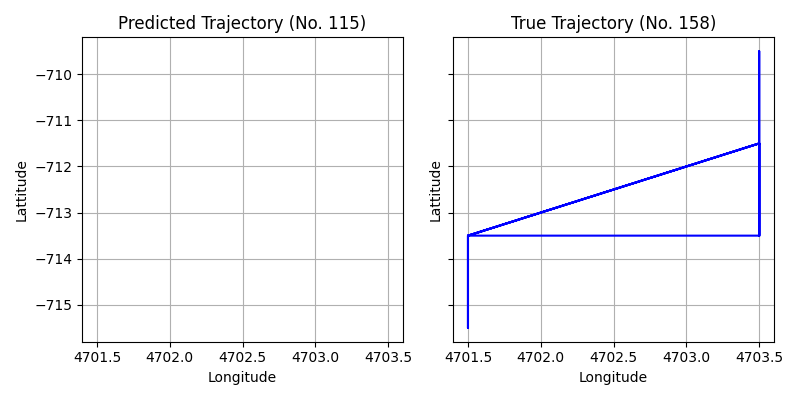 Predicted Trajectory (No. 115)
True Trajectory (No. 158)
Lattitude
−710
−711
−712
−713
−714
−715
4701.5 4702.0 4702.5 4703.0 4703.5
Longitude
Lattitude
4701.5 4702.0 4702.5 4703.0 4703.5
Longitude